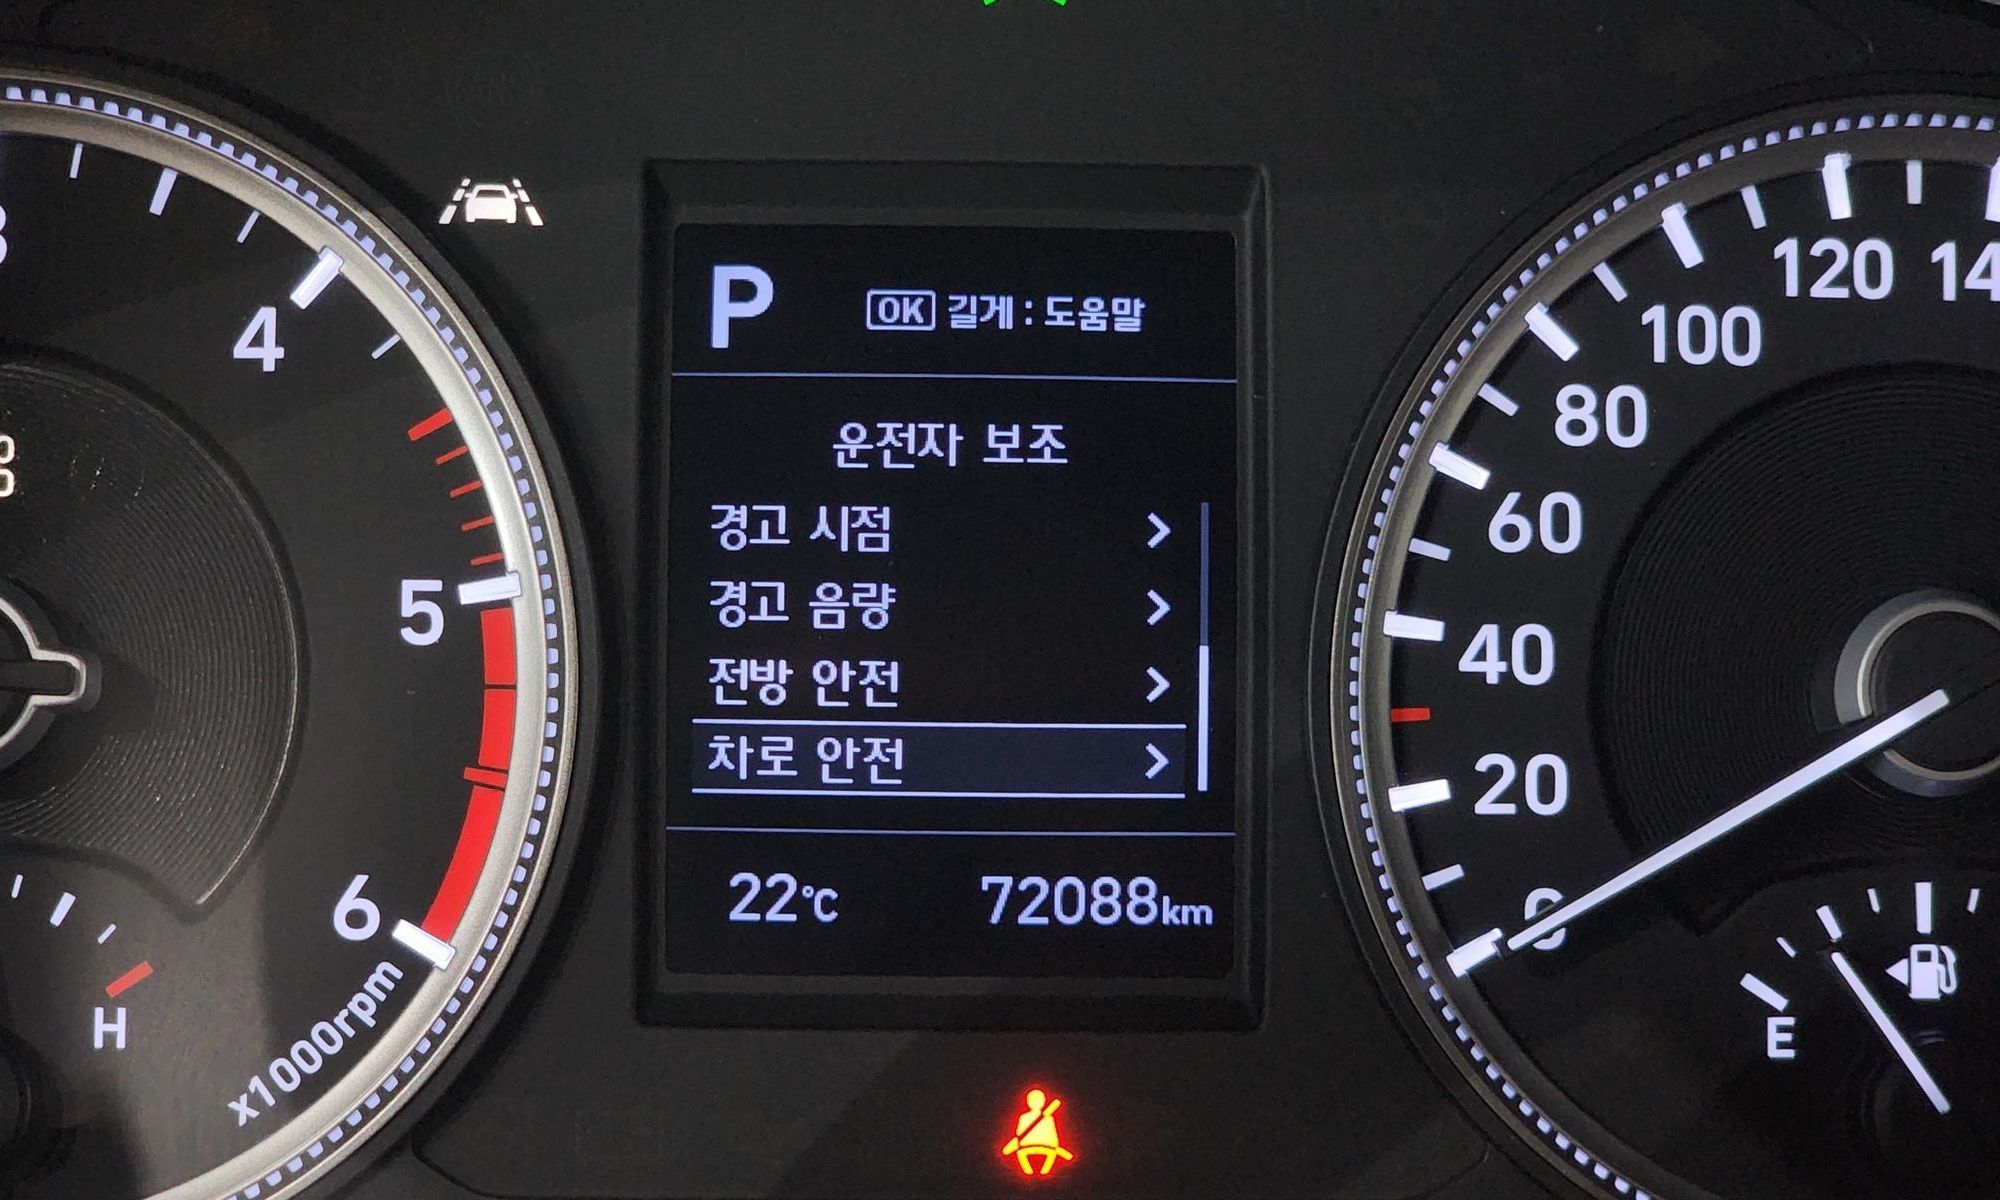 P
OK 길게 : 도움말
운전자 보조
경고 시점
경고 음량
전방 안전
차로 안전
22℃
72088km
4
5
6
x1000rpm
H
120
100
80
60
40
20
0
E